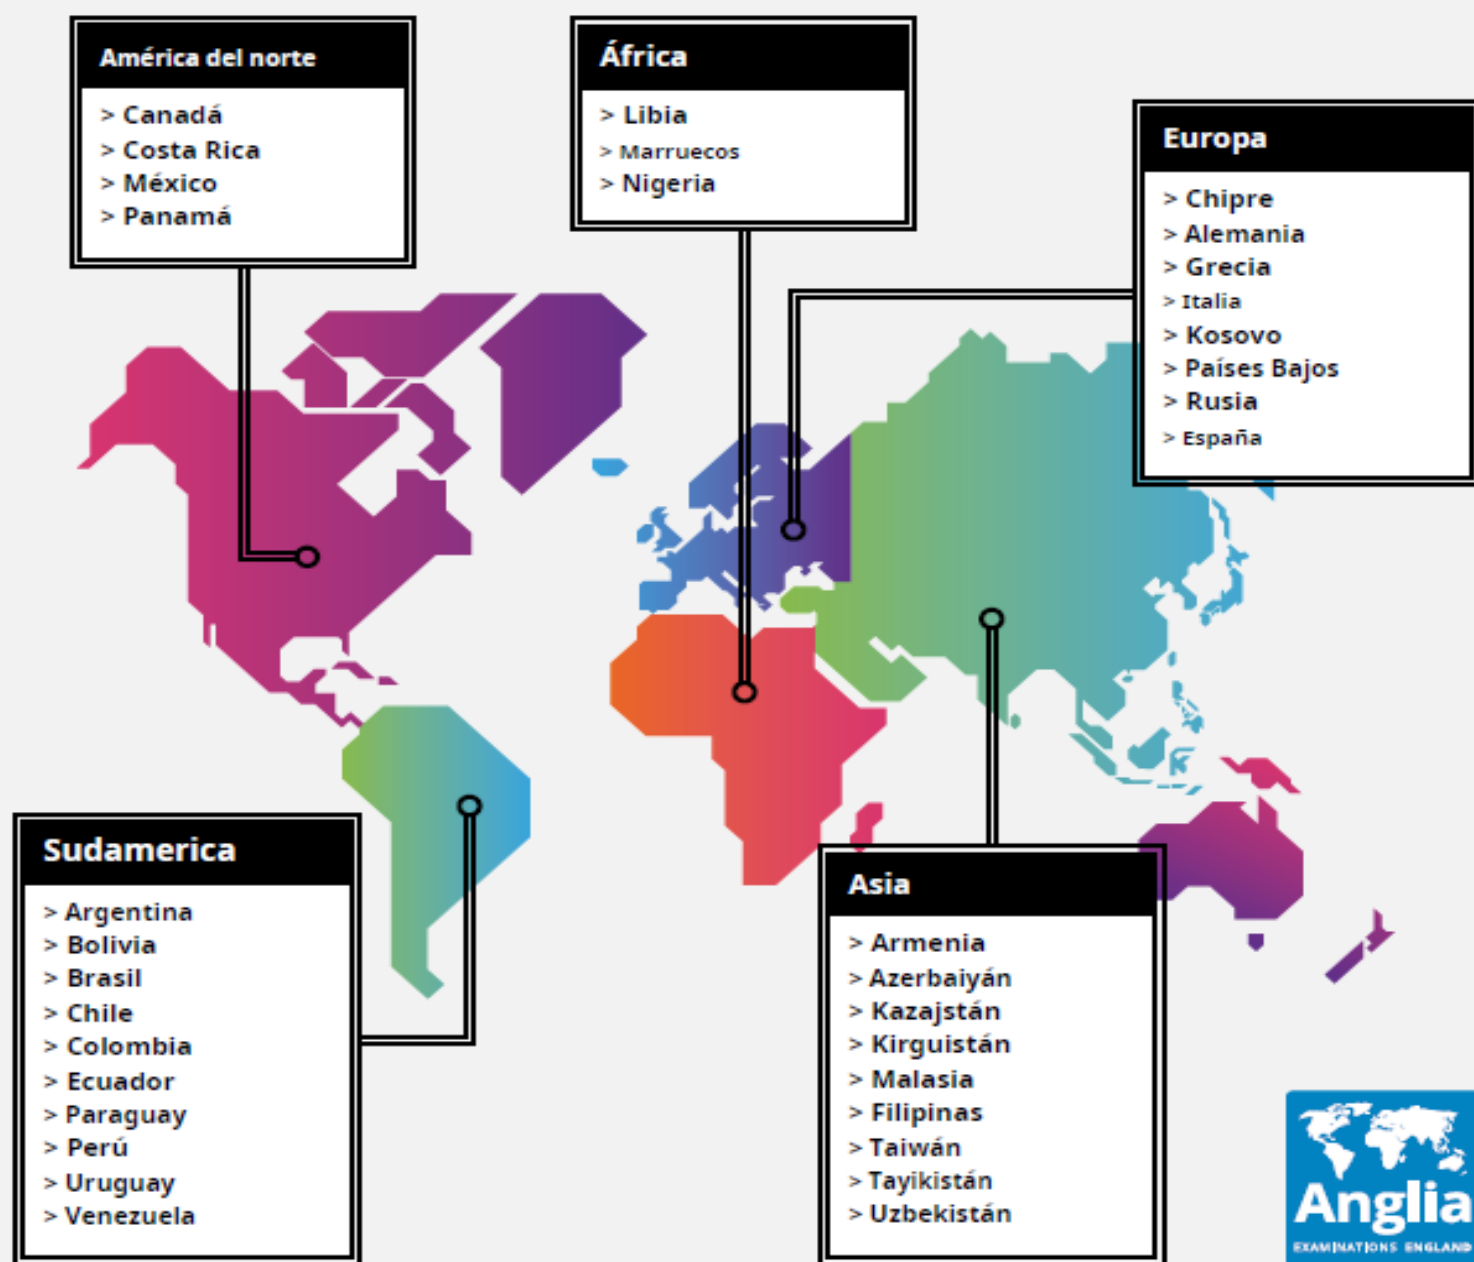 América del norte
> Canadá
> Costa Rica
> México
> Panamá
África
> Libia
> Marruecos
> Nigeria
Europa
> Chipre
> Alemania
> Grecia
> Italia
> Kosovo
> Países Bajos
> Rusia
> España
Sudamerica
> Argentina
> Bolivia
> Brasil
> Chile
> Colombia
> Ecuador
> Paraguay
> Perú
> Uruguay
> Venezuela
Asia
> Armenia
> Azerbaiyán
> Kazajstán
> Kirguistán
> Malasia
> Filipinas
> Taiwán
> Tayikistán
> Uzbekistán
Anglia
EXAMINATIONS ENGLAND